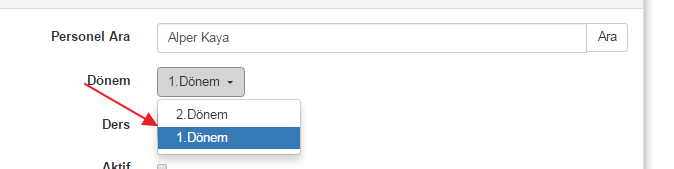 Personel Ara Alper Kaya Ara
Dönem 1.Dönem
2.Dönem
Ders
1.Dönem
Aktif